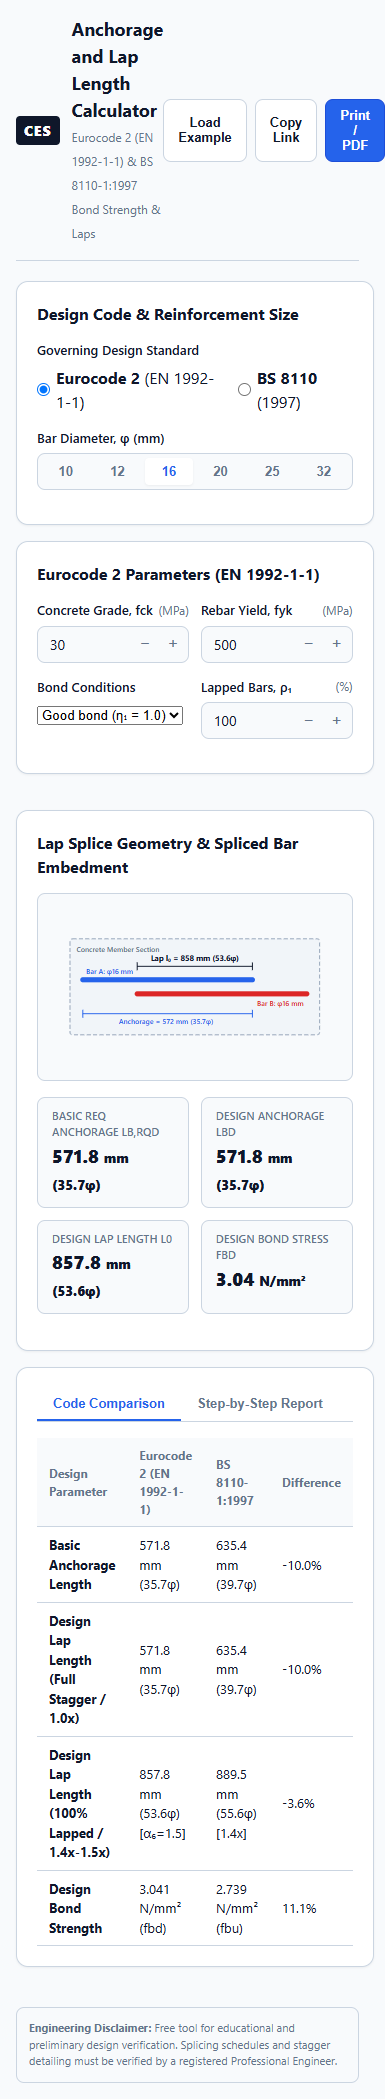 CES
Anchorage
and Lap
Length
Calculator
Eurocode 2 (EN
1992-1-1) & BS
8110-1:1997
Bond Strength &
Laps
Load
Example
Copy
Link
Print
/
PDF
Design Code & Reinforcement Size
Governing Design Standard
Eurocode 2 (EN 1992-
1-1)
BS 8110
(1997)
Bar Diameter, φ (mm)
10 12 16 20 25 32
Eurocode 2 Parameters (EN 1992-1-1)
Concrete Grade, fck (MPa)
30 − +
Rebar Yield, fyk (MPa)
500 − +
Bond Conditions
Good bond (η₁ = 1.0)
Lapped Bars, ρ₁ (%)
100 − +
Lap Splice Geometry & Spliced Bar
Embedment
Concrete Member Section
Lap l₀ = 858 mm (53.6φ)
Bar A: φ16 mm
Bar B: φ16 mm
Anchorage = 572 mm (35.7φ)
BASIC REQ
ANCHORAGE LB,RQD
571.8 mm
(35.7φ)
DESIGN ANCHORAGE
LBD
571.8 mm
(35.7φ)
DESIGN LAP LENGTH L0
857.8 mm
(53.6φ)
DESIGN BOND STRESS
FBD
3.04 N/mm²
Code Comparison
Step-by-Step Report
Design
Parameter
Eurocode
2 (EN
1992-1-
1)
BS
8110-
1:1997
Difference
Basic
Anchorage
Length
571.8
mm
(35.7φ)
635.4
mm
(39.7φ)
-10.0%
Design
Lap
Length
(Full
Stagger /
1.0x)
571.8
mm
(35.7φ)
635.4
mm
(39.7φ)
-10.0%
Design
Lap
Length
(100%
Lapped /
1.4x-1.5x)
857.8
mm
(53.6φ)
[α₆=1.5]
889.5
mm
(55.6φ)
[1.4x]
-3.6%
Design
Bond
Strength
3.041
N/mm²
(fbd)
2.739
N/mm²
(fbu)
11.1%
Engineering Disclaimer: Free tool for educational and
preliminary design verification. Splicing schedules and stagger
detailing must be verified by a registered Professional Engineer.